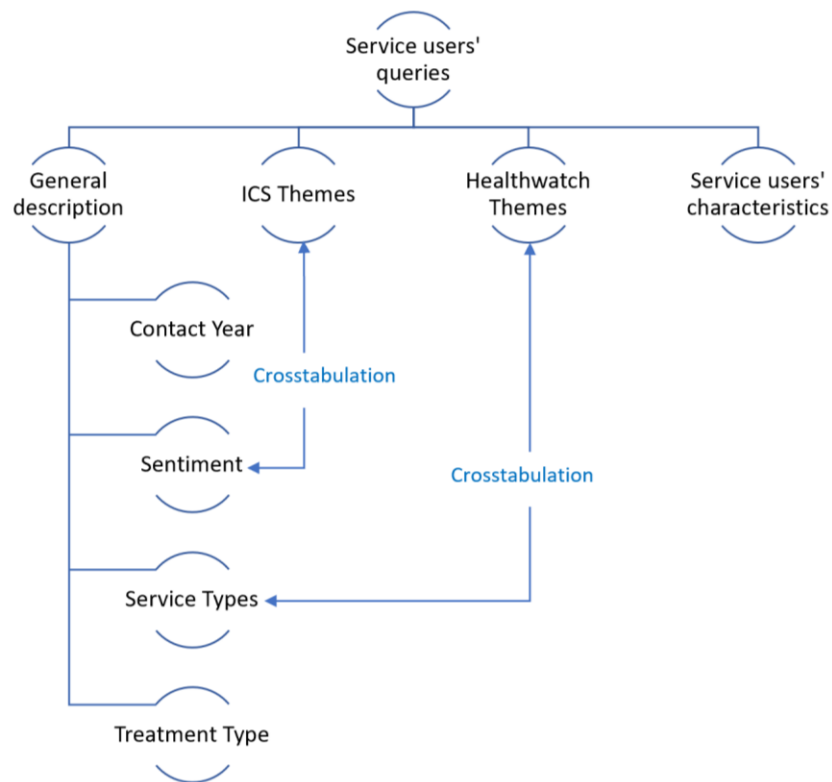 Service users'
queries
General
description
ICS Themes
Healthwatch
Themes
Service users'
characteristics
Contact Year
Crosstabulation
Sentiment
Crosstabulation
Service Types
Treatment Type